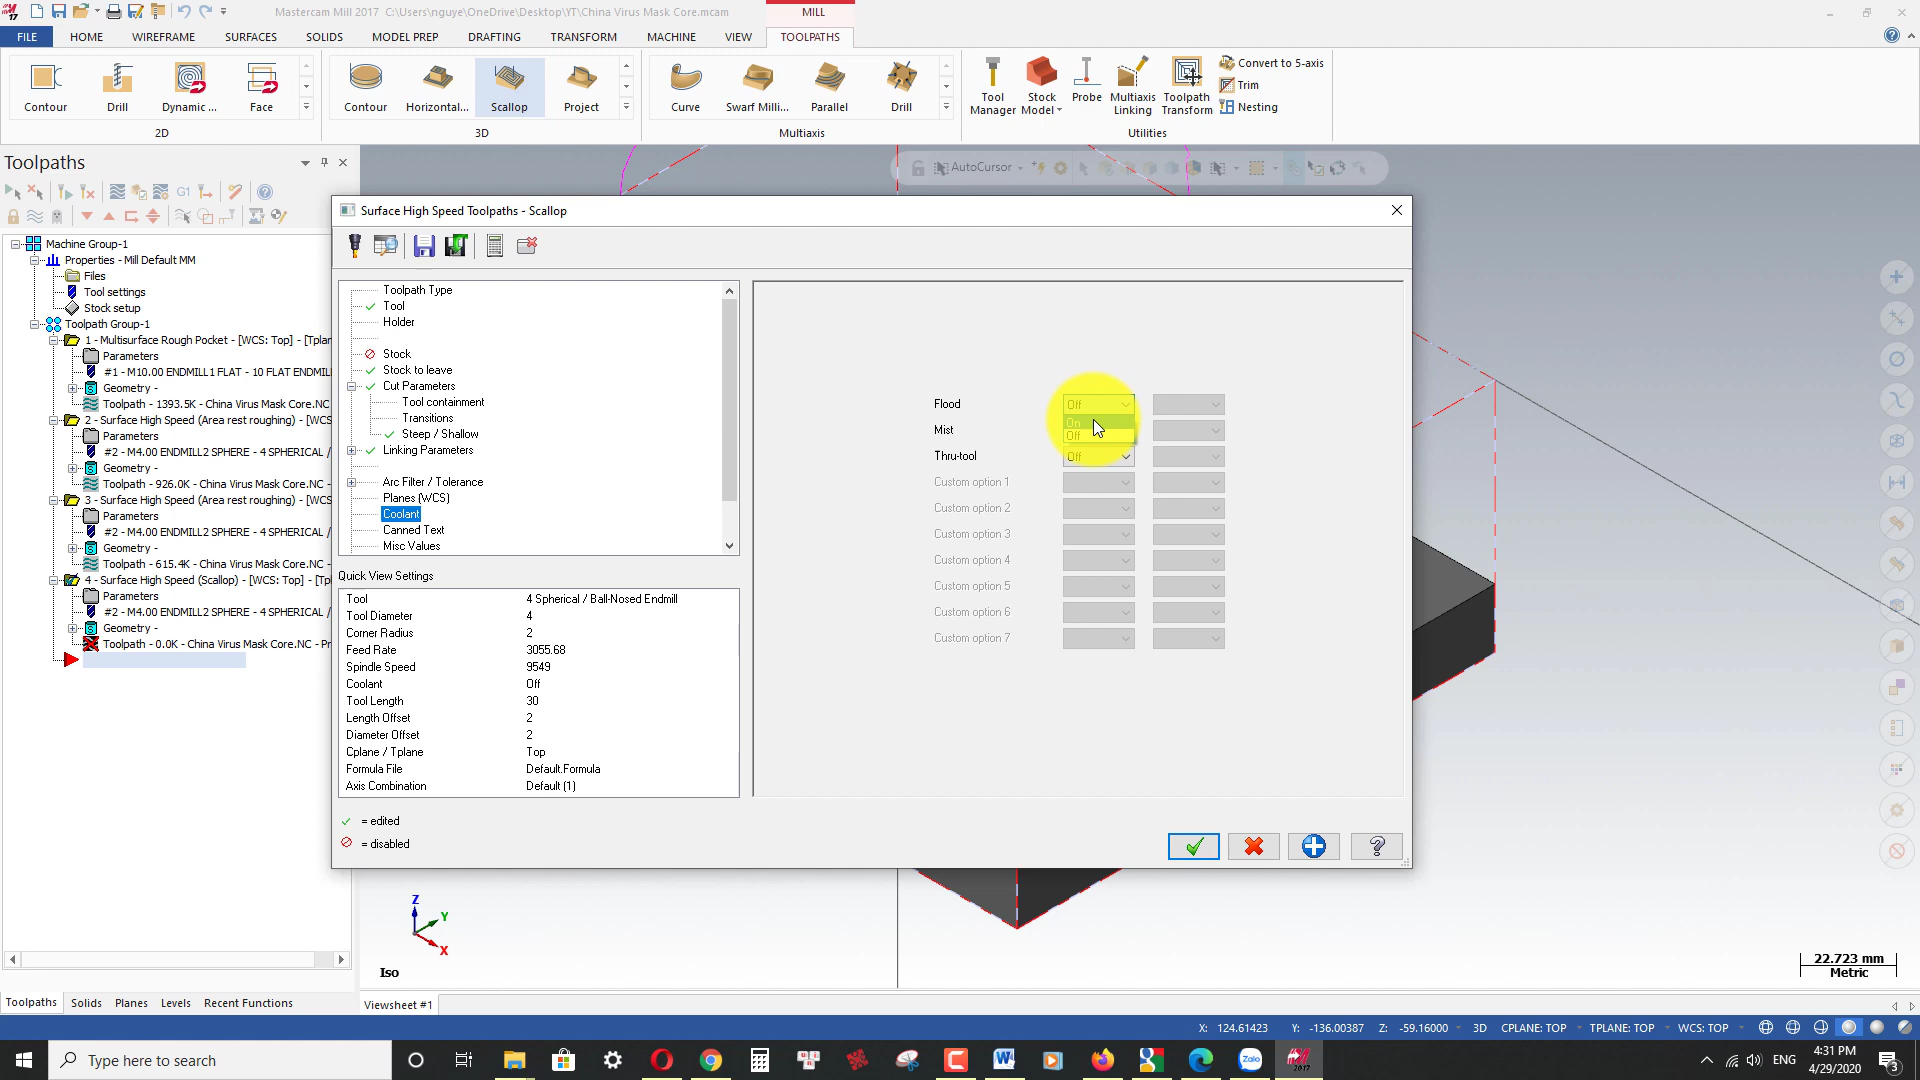 Mastercam Mill 2017 C:\Users\nguye\OneDrive\Desktop\YT\China Virus Mask Core.mcam
MILL
FILE HOME WIREFRAME SURFACES SOLIDS MODEL PREP DRAFTING TRANSFORM MACHINE VIEW TOOLPATHS
Contour Drill Dynamic ... Face Contour Horizontal... Scallop Project Curve Swarf Milli... Parallel Drill
Tool Manager Stock Model Probe Multiaxis Linking Toolpath Transform
Convert to 5-axis
Trim
Nesting
2D 3D Multiaxis Utilities
Toolpaths
AutoCursor
G1
Machine Group-1
Properties - Mill Default MM
Files
Tool settings
Stock setup
Toolpath Group-1
1 - Multisurface Rough Pocket - [WCS: Top] - [Tplan
Parameters
#1 - M10.00 ENDMILL1 FLAT - 10 FLAT ENDMIL
Geometry -
Toolpath - 1393.5K - China Virus Mask Core.NC
2 - Surface High Speed (Area rest roughing) - [WCS
Parameters
#2 - M4.00 ENDMILL2 SPHERE - 4 SPHERICAL /
Geometry -
Toolpath - 926.0K - China Virus Mask Core.NC -
3 - Surface High Speed (Area rest roughing) - [WCS
Parameters
#2 - M4.00 ENDMILL2 SPHERE - 4 SPHERICAL /
Geometry -
Toolpath - 615.4K - China Virus Mask Core.NC -
4 - Surface High Speed (Scallop) - [WCS: Top] - [Tpl
Parameters
#2 - M4.00 ENDMILL2 SPHERE - 4 SPHERICAL /
Geometry -
Toolpath - 0.0K - China Virus Mask Core.NC - Pr
Surface High Speed Toolpaths - Scallop
Toolpath Type
Tool
Holder
Stock
Stock to leave
Cut Parameters
Tool containment
Transitions
Steep / Shallow
Linking Parameters
Arc Filter / Tolerance
Planes (WCS)
Coolant
Canned Text
Misc Values
Quick View Settings
Tool 4 Spherical / Ball-Nosed Endmill
Tool Diameter 4
Corner Radius 2
Feed Rate 3055.68
Spindle Speed 9549
Coolant Off
Tool Length 30
Length Offset 2
Diameter Offset 2
Cplane / Tplane Top
Formula File Default.Formula
Axis Combination Default (1)
= edited
= disabled
Flood Off
On
Mist Off
Thru-tool Off
Custom option 1
Custom option 2
Custom option 3
Custom option 4
Custom option 5
Custom option 6
Custom option 7
Z
Y
X
Iso
22.723 mm
Metric
Toolpaths Solids Planes Levels Recent Functions
Viewsheet #1
X: 124.61423 Y: -136.00387 Z: -59.16000 3D CPLANE: TOP TPLANE: TOP WCS: TOP
Type here to search
Zalo
2017
ENG
4:31 PM
4/29/2020
3